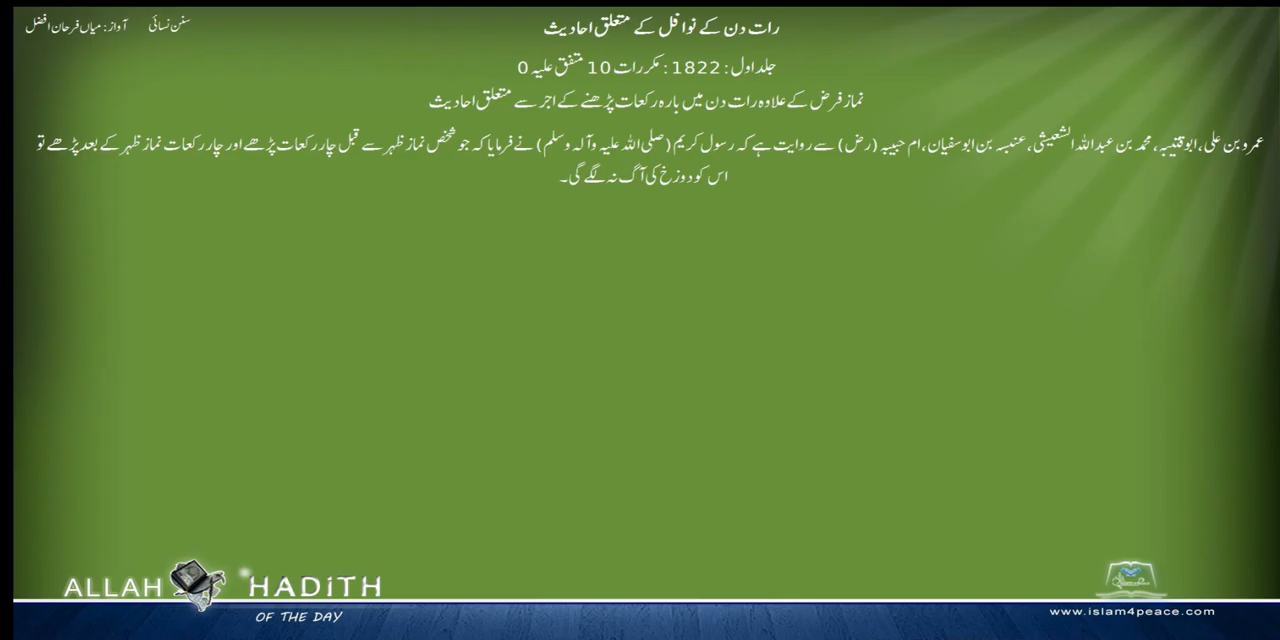 رات دن کے نوافل کے متعلق احادیث
سنن نسائی آواز: میاں فرحان افضل
جلد اول : 1822 : مکررات 10 متفق علیہ 0
نماز فرض کے علاوہ رات دن میں بارہ رکعات پڑھنے کے اجر سے متعلق احادیث
عمرو بن علی، ابوقتیبہ، محمد بن عبداللہ الشعیشی، عنبسہ بن ابوسفیان، ام حبیبہ (رض) سے روایت ہے کہ رسول کریم (صلی اللہ علیہ وآلہ وسلم) نے فرمایا کہ جو شخص نماز ظہر سے قبل چار رکعات پڑھے اور چار رکعات نماز ظہر کے بعد پڑھے تو
اس کو دوزخ کی آگ نہ لگے گی۔
ALLAH HADITH
OF THE DAY
www.islam4peace.com